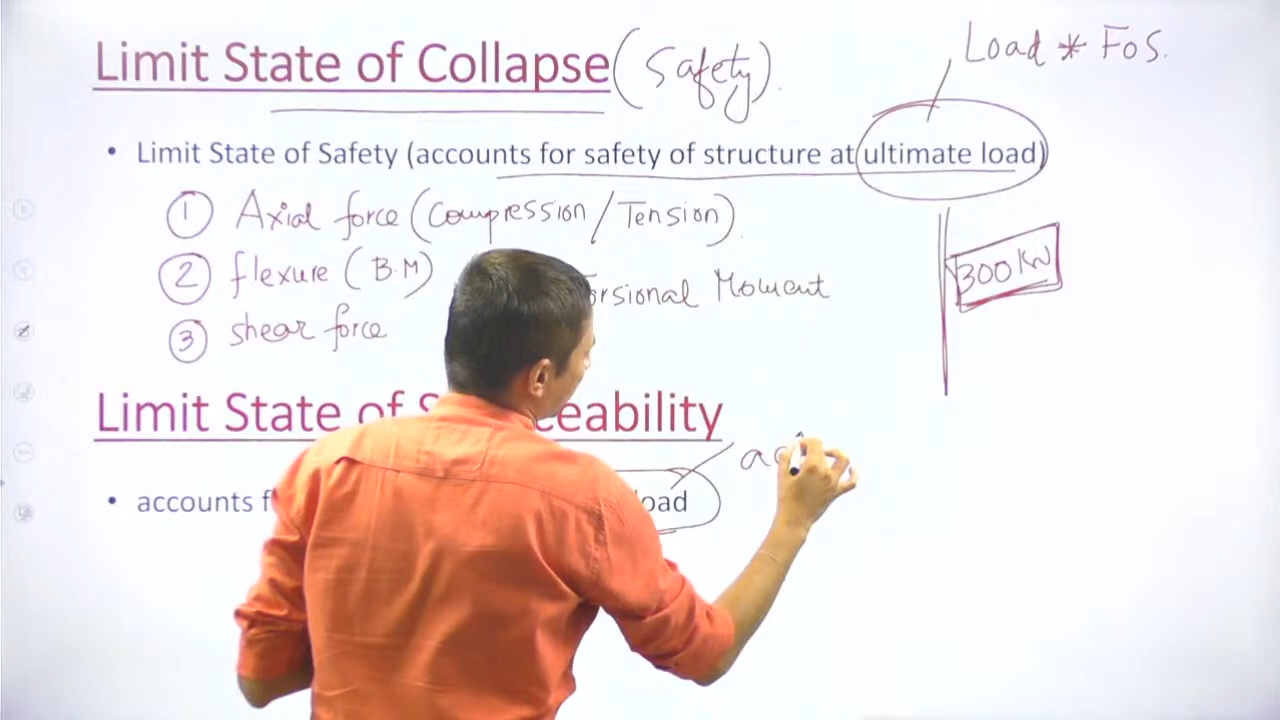 Limit State of Collapse (Safety).
Load * FoS.
• Limit State of Safety (accounts for safety of structure at ultimate load)
① Axial force (Compression / Tension)
② flexure (B.M)
Torsional Moment
③ shear force
300 KN
Limit State of Serviceability
• accounts f
load